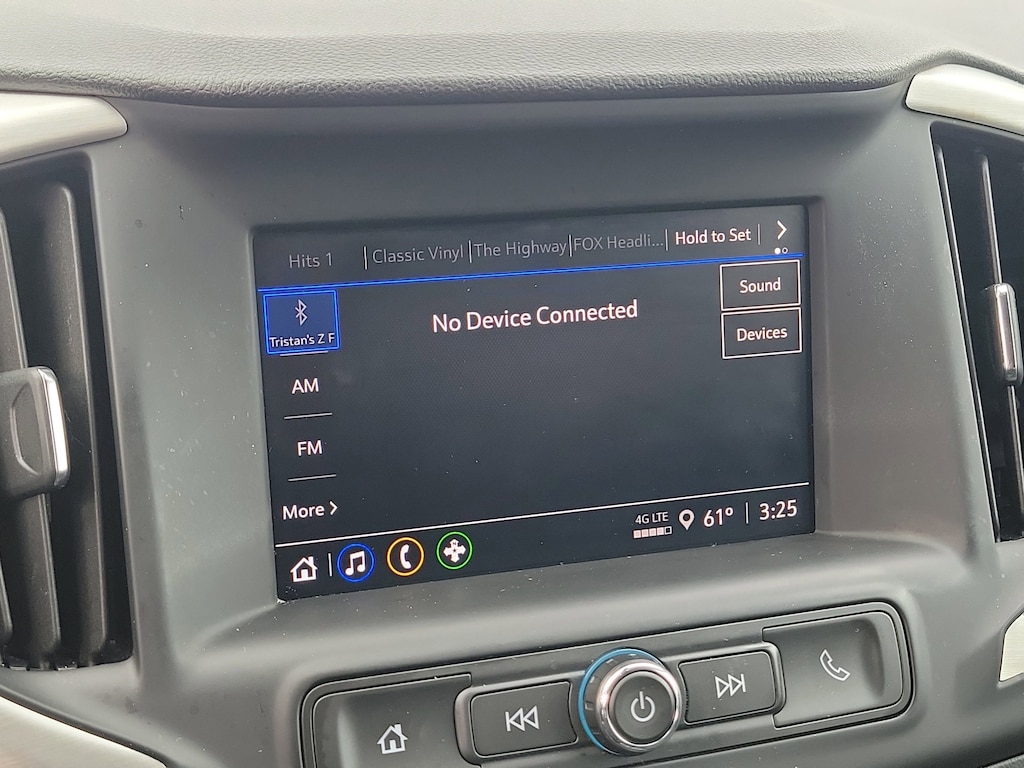 Hits 1
Classic Vinyl
The Highway
FOX Headli...
Hold to Set
Tristan's Z F
No Device Connected
Sound
Devices
AM
FM
More >
4G LTE
61°
3:25